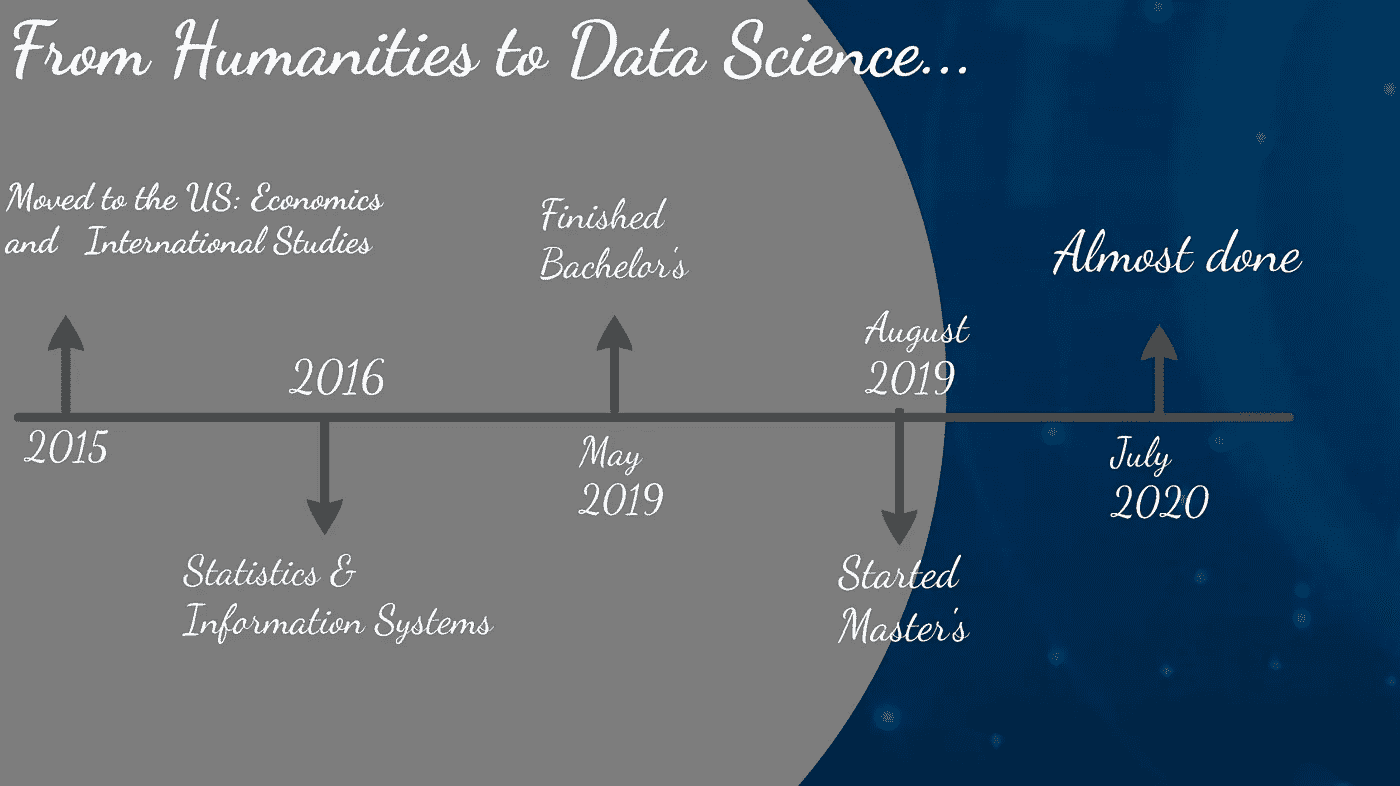 From Humanities to Data Science...
Moved to the US: Economics
and International Studies
2015
2016
Statistics &
Information Systems
Finished
Bachelor's
May
2019
August
2019
Started
Master's
Almost done
July
2020